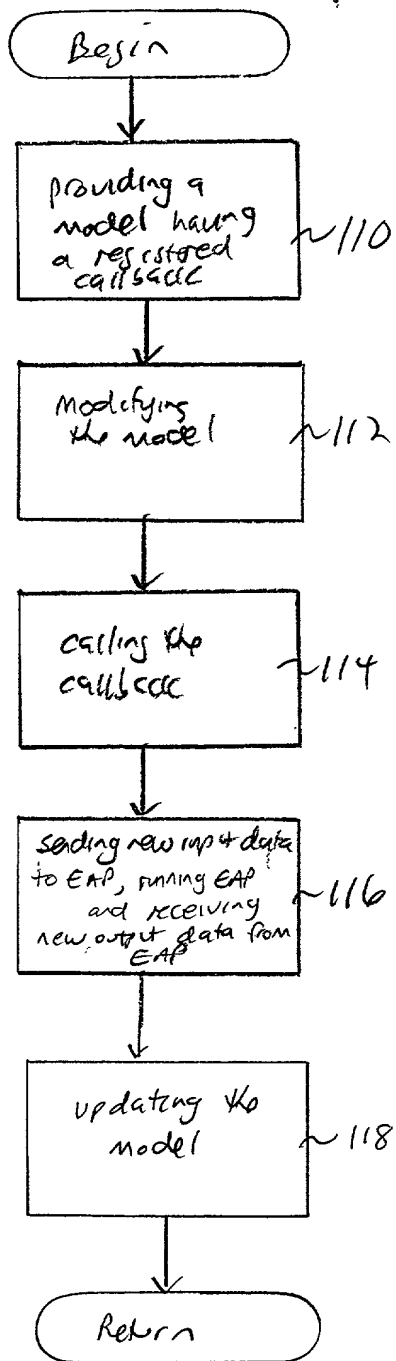 Begin
providing a
model having
a registered
callback
~110
Modifying
the model
~112
calling the
callback
~114
sending new input data
to EAP, running EAP
and receiving
new output data from
EAP
~116
updating the
model
~118
Return